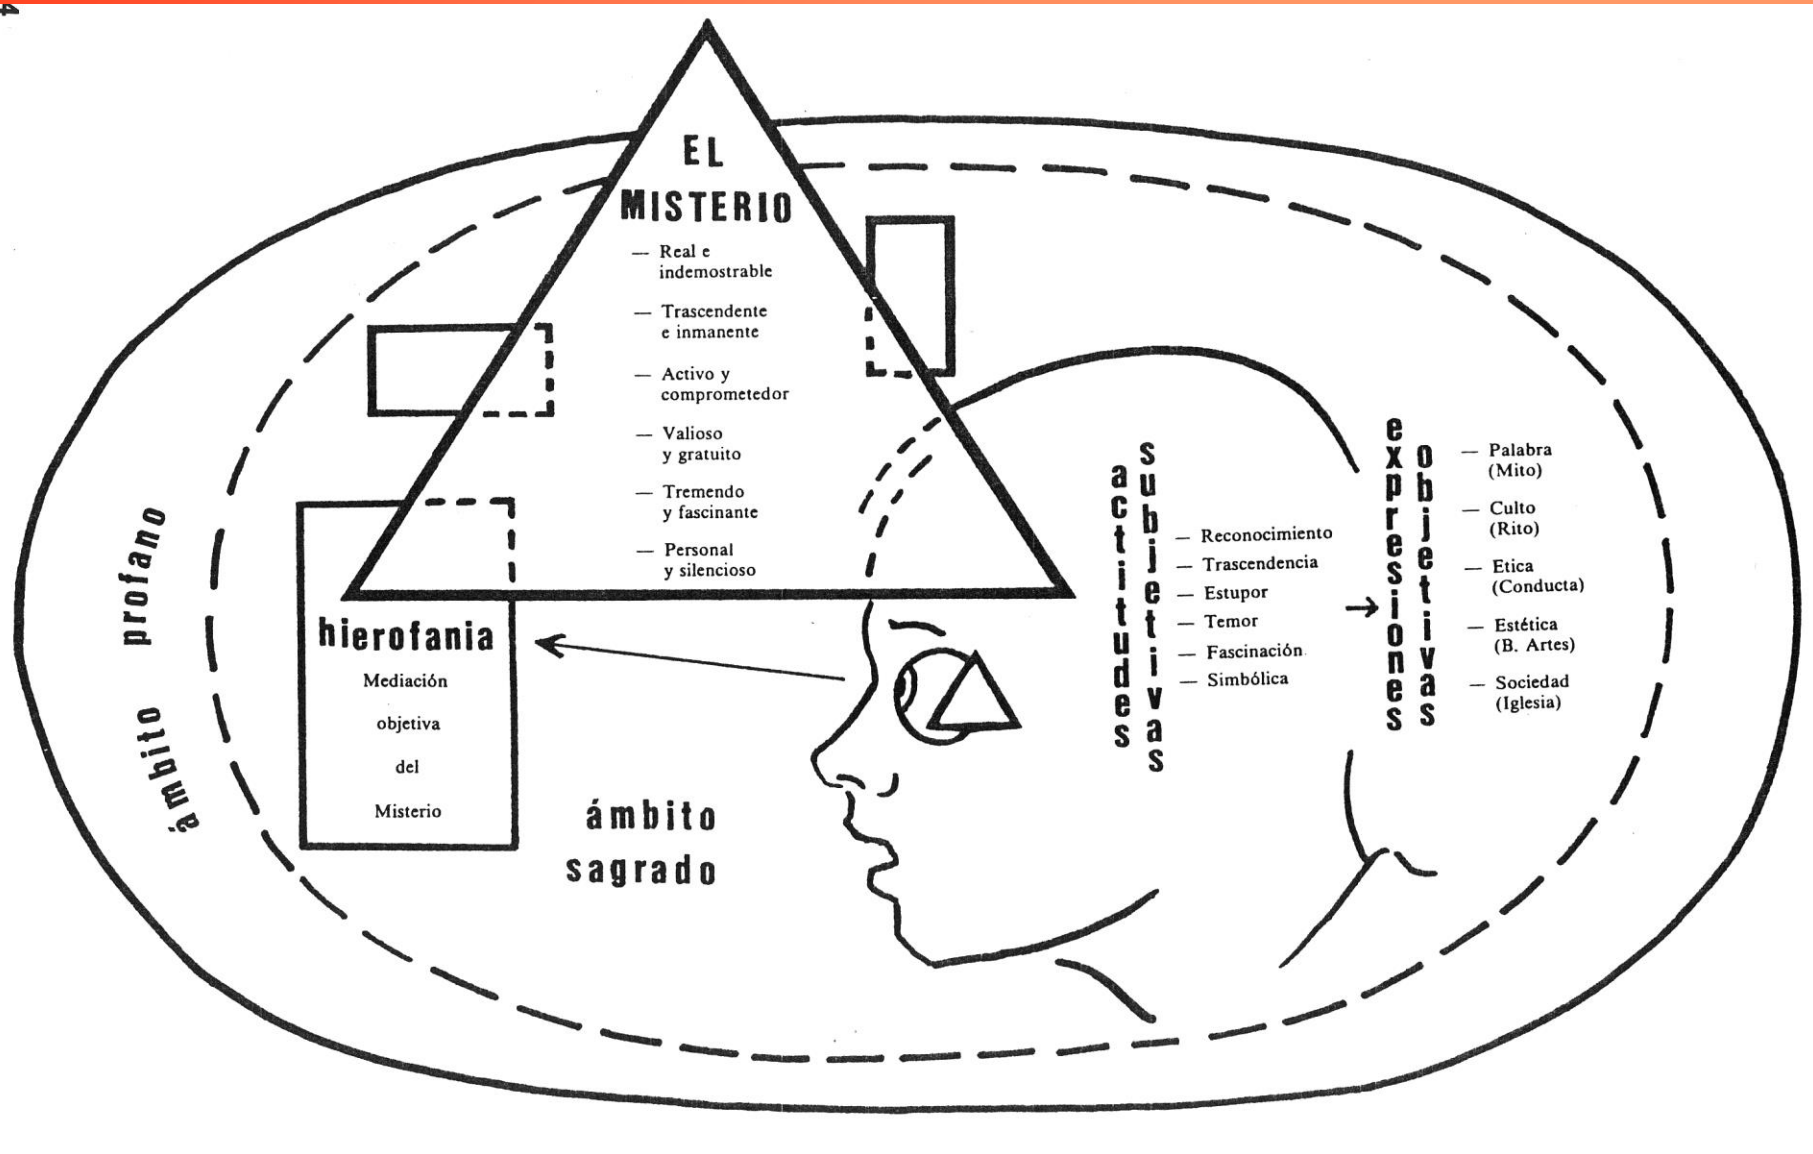 4
EL
MISTERIO
— Real e
indemostrable
— Trascendente
e inmanente
— Activo y
comprometedor
— Valioso
y gratuito
— Tremendo
y fascinante
— Personal
y silencioso
hierofania
Mediación
objetiva
del
Misterio
ámbito profano
ámbito
sagrado
actitudes
subjetivas
— Reconocimiento
— Trascendencia
— Estupor
— Temor
— Fascinación
— Simbólica
expresiones
objetivas
— Palabra
(Mito)
— Culto
(Rito)
— Etica
(Conducta)
— Estética
(B. Artes)
— Sociedad
(Iglesia)